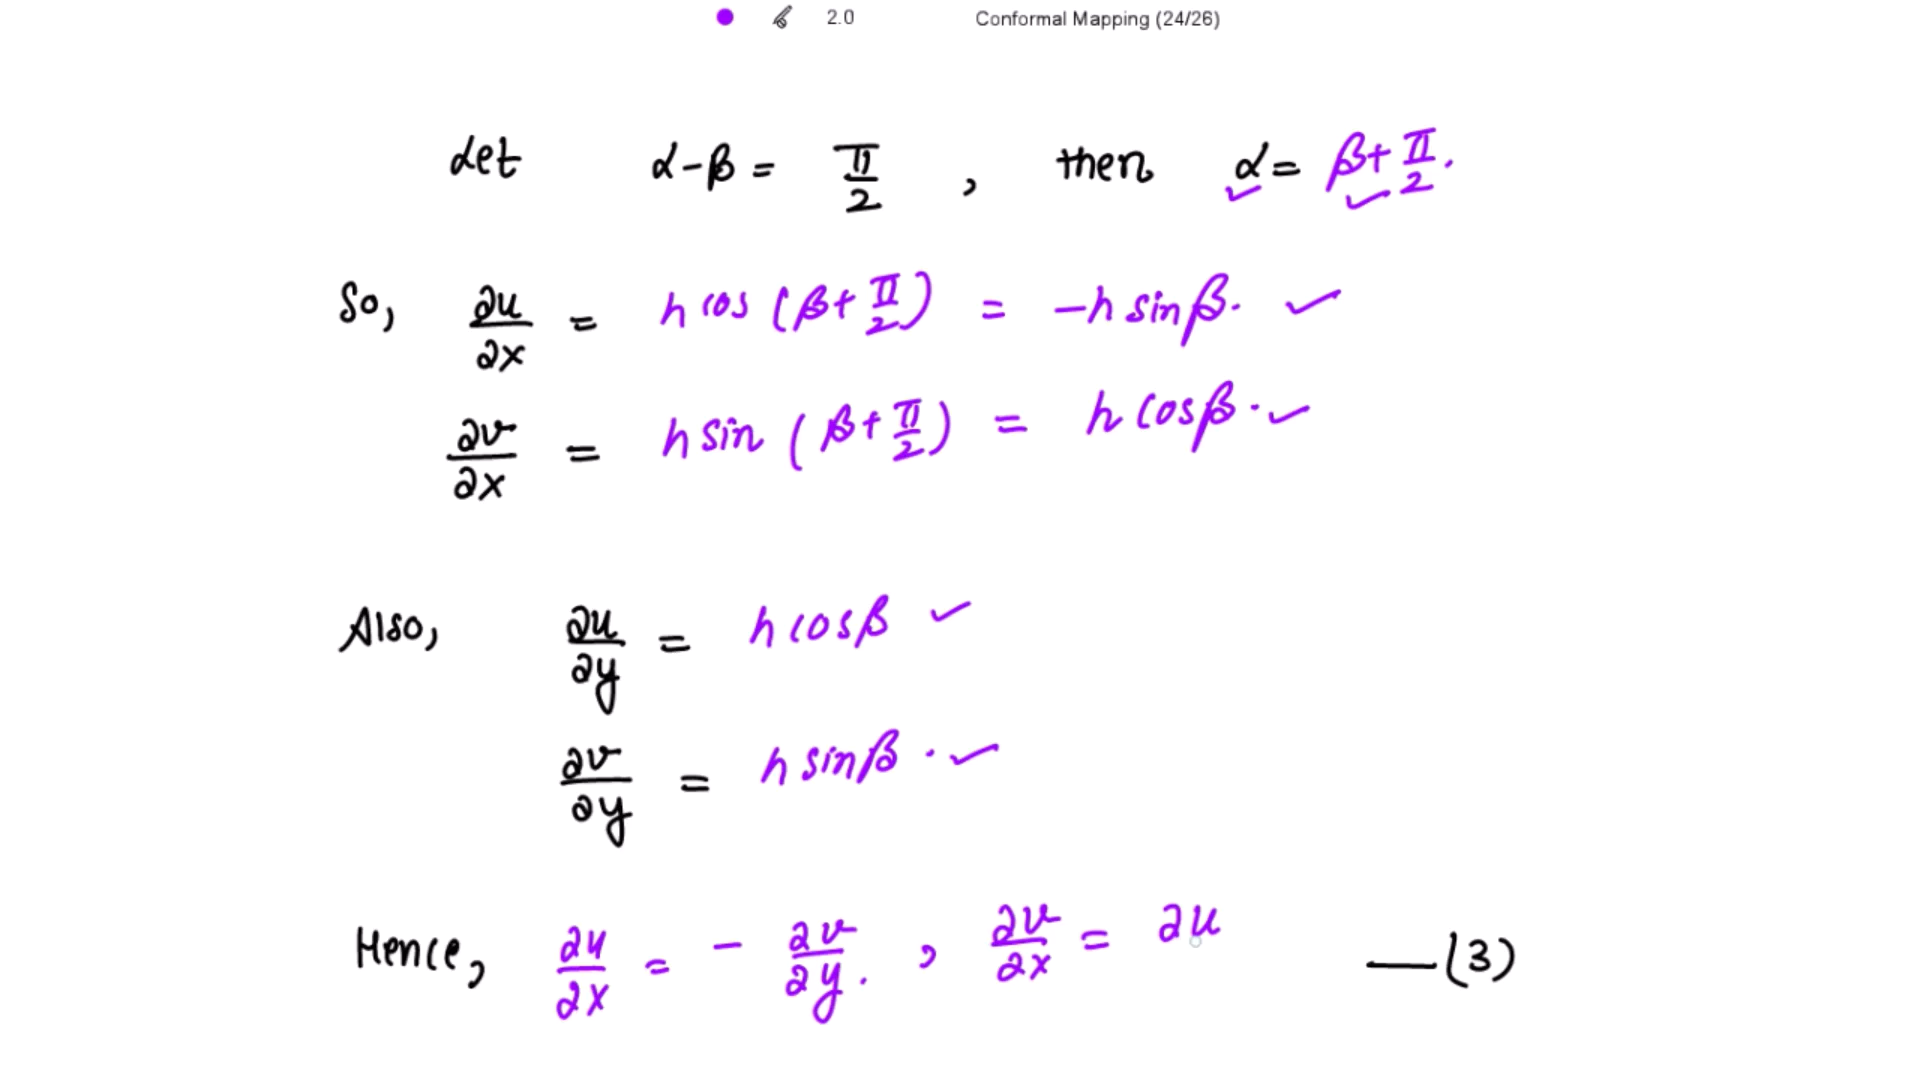 2.0 Conformal Mapping (24/26)
Let α-β = π/2 , then α = β+π/2.
So, ∂u/∂x = h cos (β+π/2) = -h sinβ. ✓
∂v/∂x = h sin (β+π/2) = h cosβ. ✓
Also, ∂u/∂y = h cosβ ✓
∂v/∂y = h sinβ. ✓
Hence, ∂u/∂x = - ∂v/∂y. , ∂v/∂x = ∂u —(3)